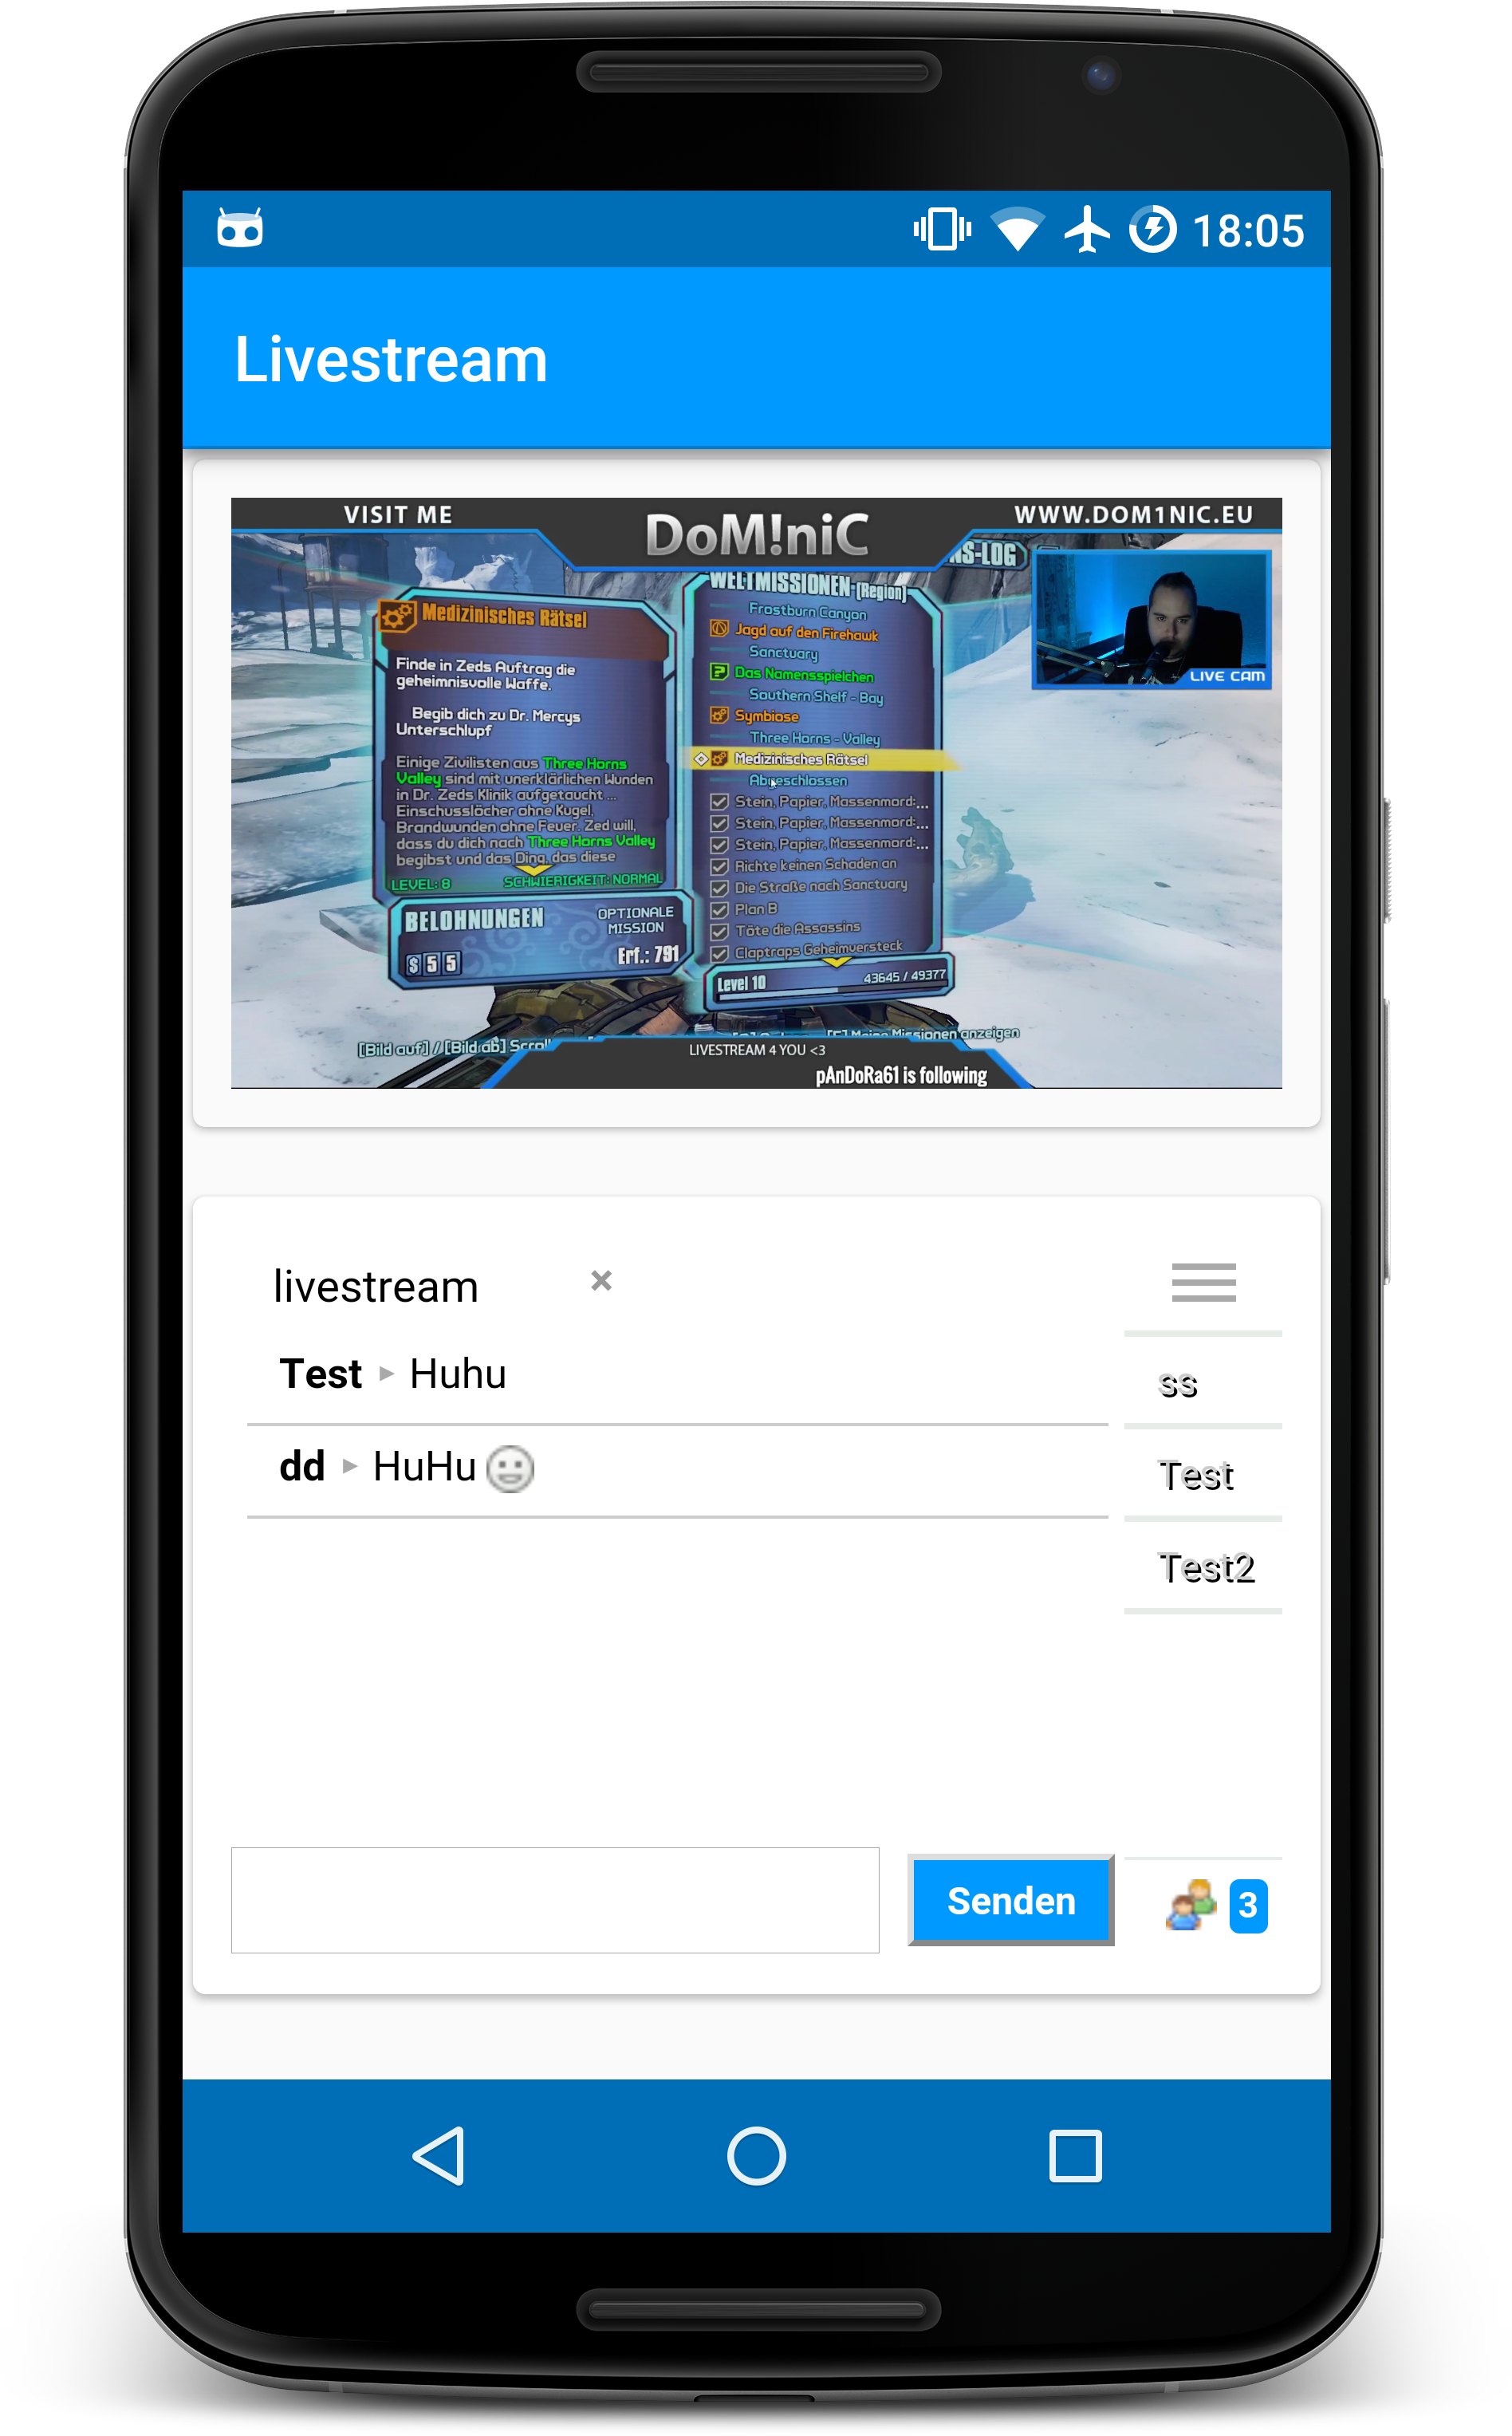 18:05
Livestream
VISIT ME
DoM!niC
WWW.DOM1NIC.EU
NS-LOG
WELTMISSIONEN-[Region]
Medizinisches Rätsel
Finde in Zeds Auftrag die
geheimnisvolle Waffe.
Begib dich zu Dr. Mercys
Unterschlupf
Einige Zivilisten aus Three Horns
Valley sind mit unerklärlichen Wunden
in Dr. Zeds Klinik aufgetaucht ...
Einschusslöcher ohne Kugel,
Brandwunden ohne Feuer. Zed will,
dass du dich nach Three Horns Valley
begibst und das Ding, das diese
LEVEL: 8 SCHWIERIGKEIT: NORMAL
BELOHNUNGEN
OPTIONALE
MISSION
$ 5 5
Erf.: 791
Frostburn Canyon
Jagd auf den Firehawk
Sanctuary
Das Namensspielchen
Southern Shelf - Bay
Symbiose
Three Horns - Valley
Medizinisches Rätsel
Abgeschlossen
Stein, Papier, Massenmord:...
Stein, Papier, Massenmord:...
Stein, Papier, Massenmord:...
Richte keinen Schaden an
Die Straße nach Sanctuary
Plan B
Töte die Assassins
Claptraps Geheimversteck
Level 10 43645 / 49377
LIVE CAM
[Bild auf] / [Bild ab] Scroll
Meine Missionen anzeigen
LIVESTREAM 4 YOU <3
pAnDoRa61 is following
livestream ×
Test ▸ Huhu
dd ▸ HuHu
ss
Test
Test2
Senden
3